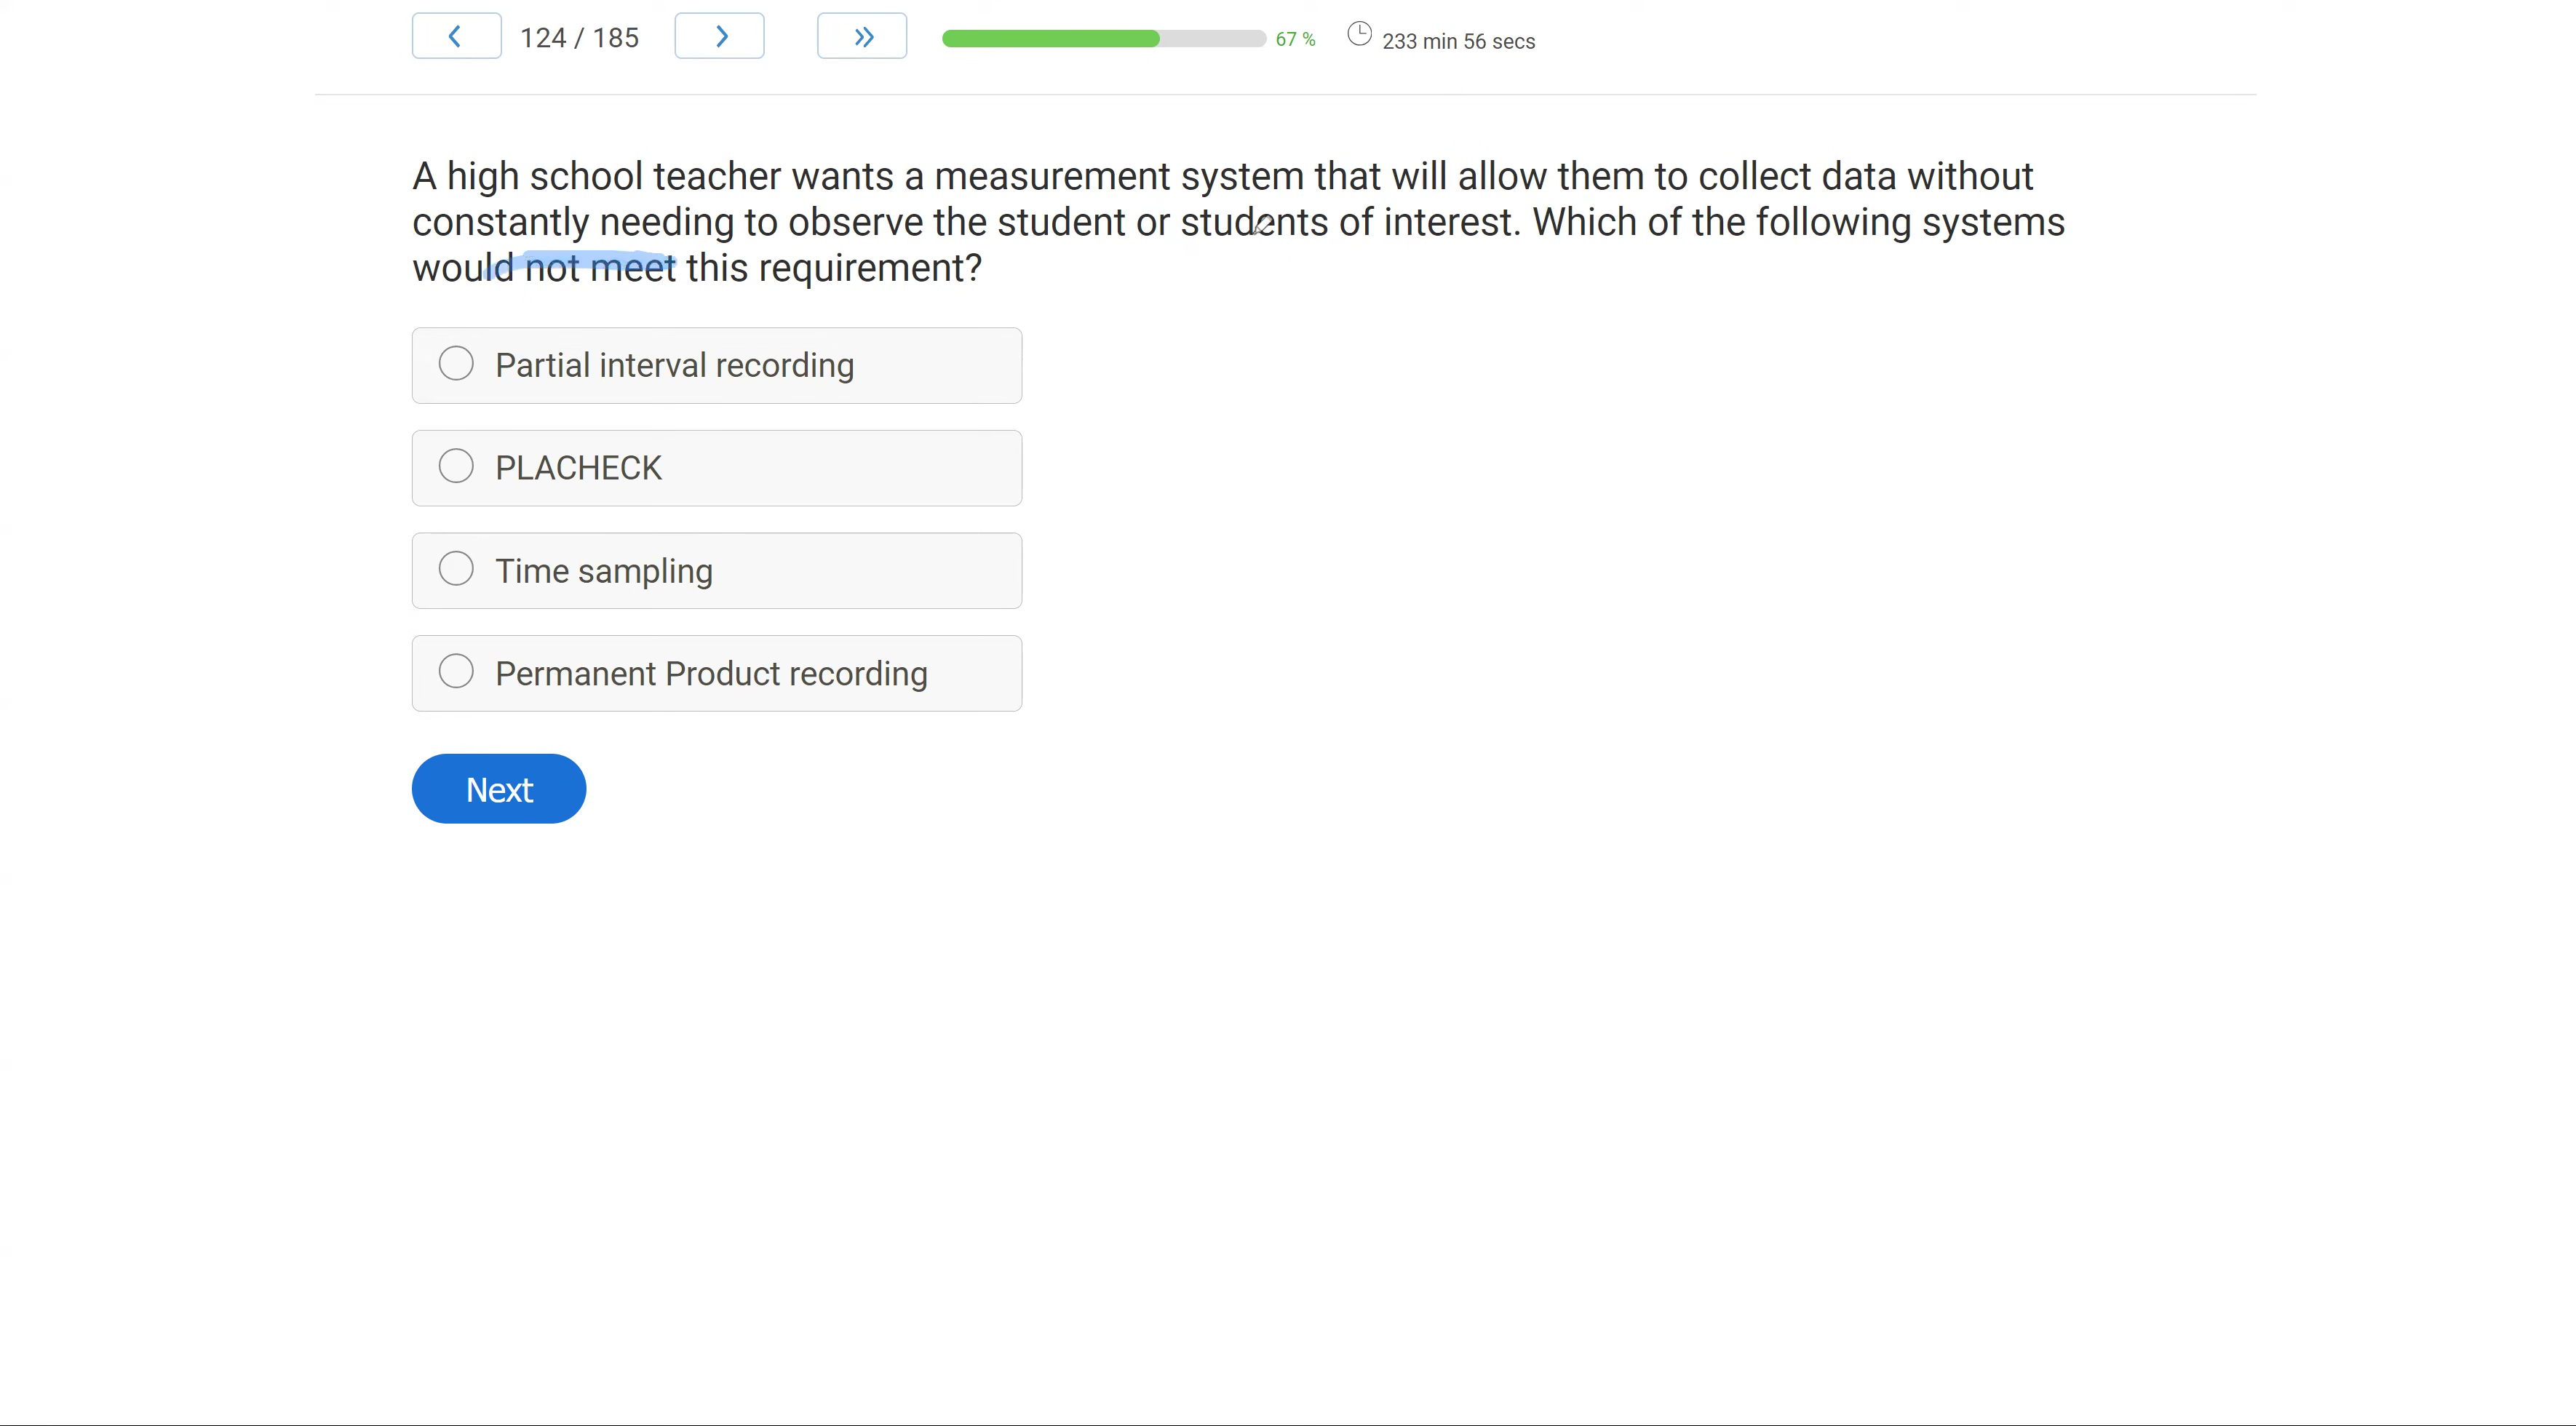 124 / 185
67 %
233 min 56 secs
A high school teacher wants a measurement system that will allow them to collect data without
constantly needing to observe the student or students of interest. Which of the following systems
would not meet this requirement?
Partial interval recording
PLACHECK
Time sampling
Permanent Product recording
Next